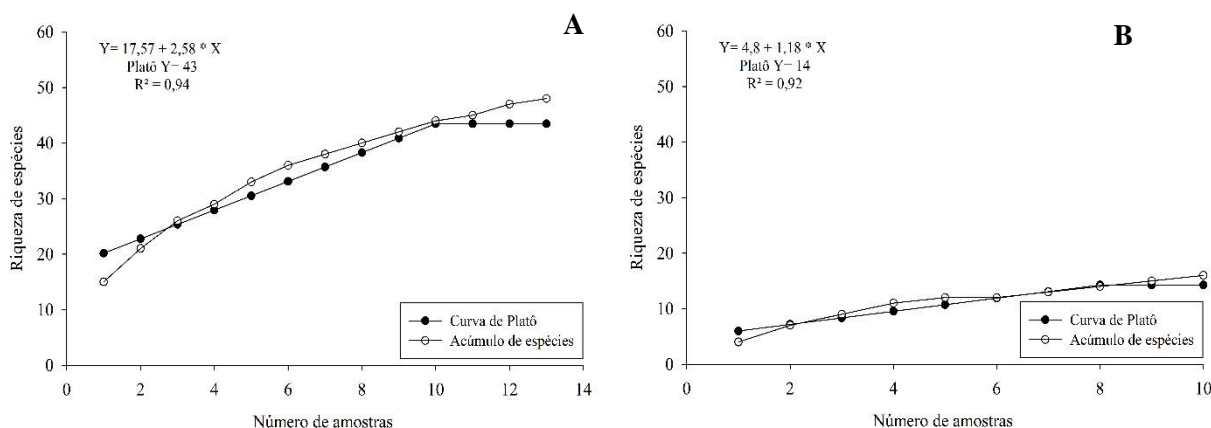 A
Y= 17,57 + 2,58 * X
Platô Y= 43
R² = 0,94
Riqueza de espécies
60
50
40
30
20
10
0
0 2 4 6 8 10 12 14
Número de amostras
Curva de Platô
Acúmulo de espécies
B
Y= 4,8 + 1,18 * X
Platô Y= 14
R² = 0,92
Riqueza de espécies
60
50
40
30
20
10
0
0 2 4 6 8 10
Número de amostras
Curva de Platô
Acúmulo de espécies